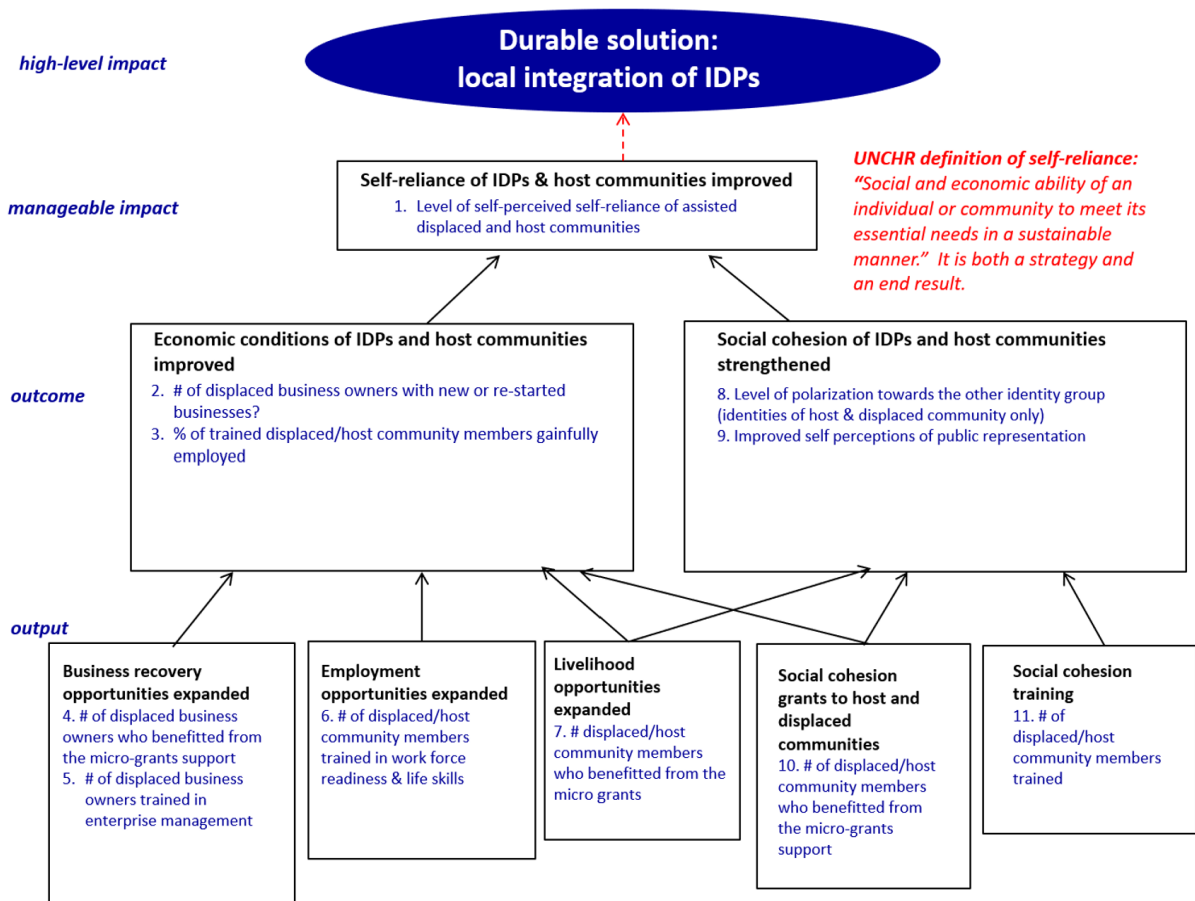 Durable solution:
local integration of IDPs
high-level impact
Self-reliance of IDPs & host communities improved
1. Level of self-perceived self-reliance of assisted
displaced and host communities
manageable impact
UNCHR definition of self-reliance:
“Social and economic ability of an
individual or community to meet its
essential needs in a sustainable
manner.” It is both a strategy and
an end result.
Economic conditions of IDPs and host communities
improved
2. # of displaced business owners with new or re-started
businesses?
3. % of trained displaced/host community members gainfully
employed
Social cohesion of IDPs and host communities
strengthened
8. Level of polarization towards the other identity group
(identities of host & displaced community only)
9. Improved self perceptions of public representation
outcome
output
Business recovery
opportunities expanded
4. # of displaced business
owners who benefitted from
the micro-grants support
5. # of displaced business
owners trained in
enterprise management
Employment
opportunities expanded
6. # of displaced/host
community members
trained in work force
readiness & life skills
Livelihood
opportunities
expanded
7. # displaced/host
community members
who benefitted from the
micro grants
Social cohesion
grants to host and
displaced
communities
10. # of displaced/host
community members
who benefitted from
the micro-grants
support
Social cohesion
training
11. # of
displaced/host
community members
trained